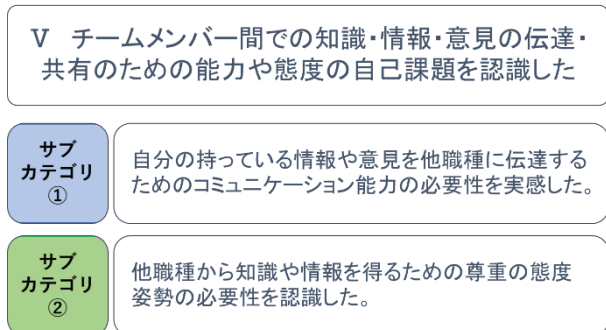 Ⅴ チームメンバー間での知識・情報・意見の伝達・
共有のための能力や態度の自己課題を認識した
サブ
カテゴリ
①
自分の持っている情報や意見を他職種に伝達する
ためのコミュニケーション能力の必要性を実感した。
サブ
カテゴリ
②
他職種から知識や情報を得るための尊重の態度
姿勢の必要性を認識した。